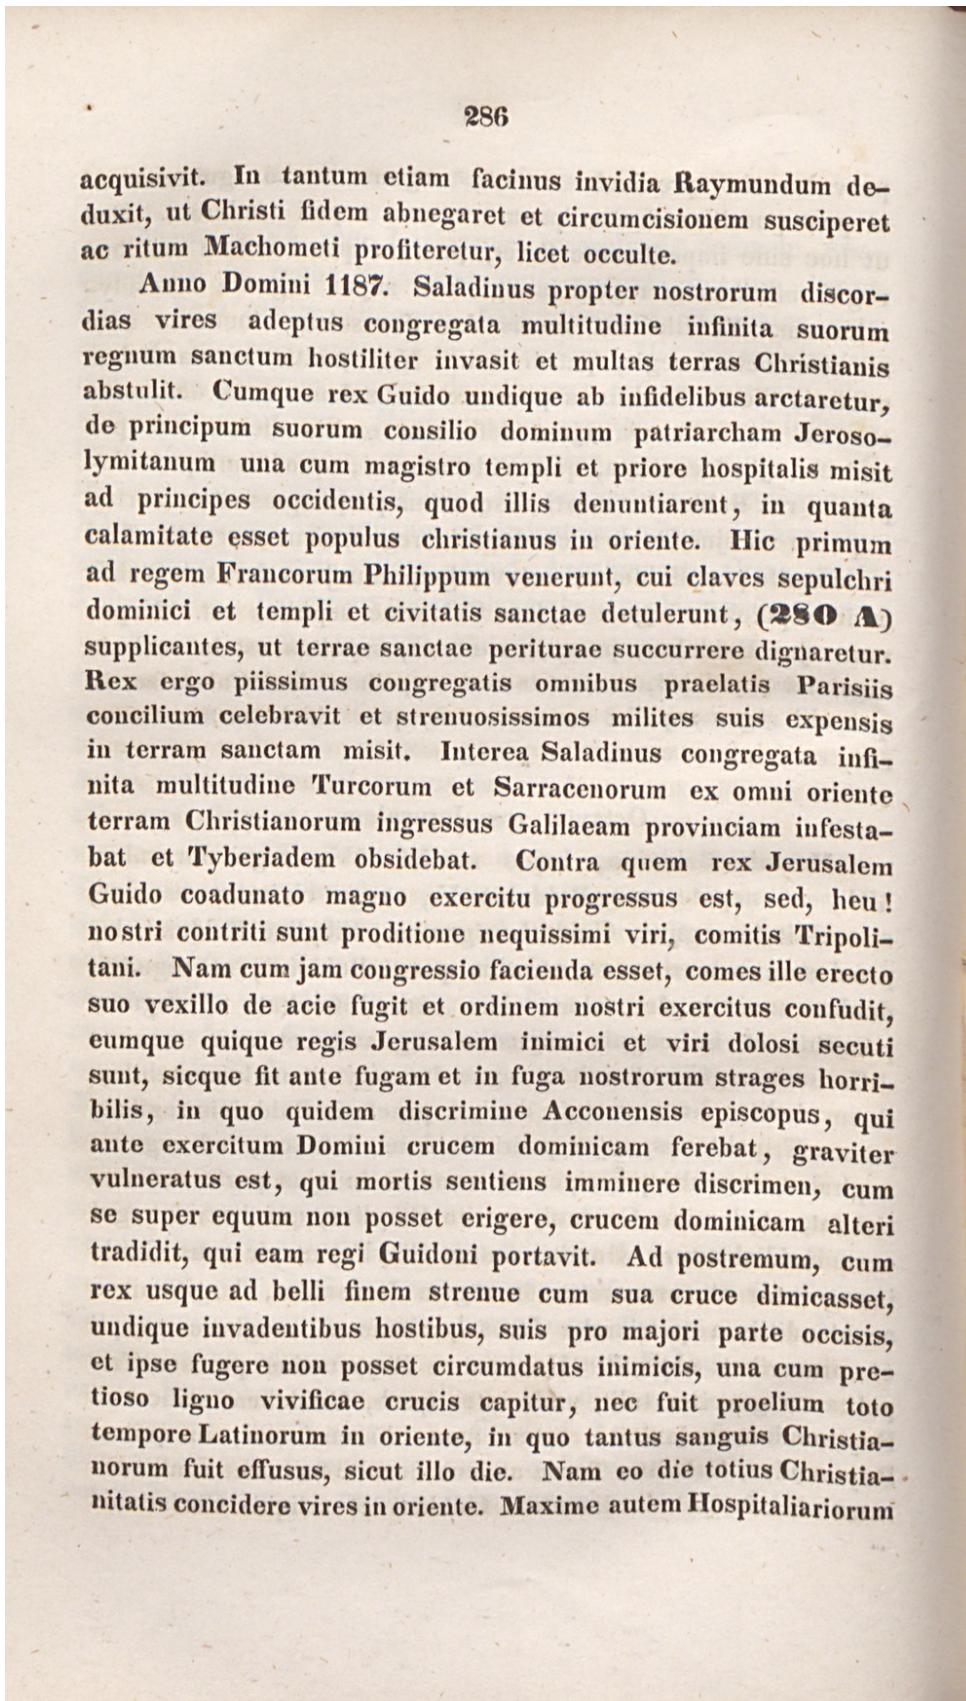 286
acquisivit. In tantum etiam facinus invidia Raymundum de-
duxit, ut Christi fidem abnegaret et circumcisionem susciperet
ac ritum Machometi profiteretur, licet occulte.
Anno Domini 1187. Saladinus propter nostrorum discor-
dias vires adeptus congregata multitudine infinita suorum
regnum sanctum hostiliter invasit et multas terras Christianis
abstulit. Cumque rex Guido undique ab infidelibus arctaretur,
de principum suorum consilio dominum patriarcham Jeroso-
lymitanum una cum magistro templi et priore hospitalis misit
ad principes occidentis, quod illis denuntiarent, in quanta
calamitate esset populus christianus in oriente. Hic primum
ad regem Francorum Philippum venerunt, cui claves sepulchri
dominici et templi et civitatis sanctae detulerunt, (280 A)
supplicantes, ut terrae sanctae periturae succurrere dignaretur.
Rex ergo piissimus congregatis omnibus praelatis Parisiis
concilium celebravit et strenuosissimos milites suis expensis
in terram sanctam misit. Interea Saladinus congregata infi-
nita multitudine Turcorum et Sarracenorum ex omni oriente
terram Christianorum ingressus Galilaeam provinciam infesta-
bat et Tyberiadem obsidebat. Contra quem rex Jerusalem
Guido coadunato magno exercitu progressus est, sed, heu!
nostri contriti sunt proditione nequissimi viri, comitis Tripoli-
tani. Nam cum jam congressio facienda esset, comes ille erecto
suo vexillo de acie fugit et ordinem nostri exercitus confudit,
eumque quique regis Jerusalem inimici et viri dolosi secuti
sunt, sicque fit ante fugam et in fuga nostrorum strages horri-
bilis, in quo quidem discrimine Acconensis episcopus, qui
ante exercitum Domini crucem dominicam ferebat, graviter
vulneratus est, qui mortis sentiens imminere discrimen, cum
se super equum non posset erigere, crucem dominicam alteri
tradidit, qui eam regi Guidoni portavit. Ad postremum, cum
rex usque ad belli finem strenue cum sua cruce dimicasset,
undique invadentibus hostibus, suis pro majori parte occisis,
et ipse fugere non posset circumdatus inimicis, una cum pre-
tioso ligno vivificae crucis capitur, nec fuit proelium toto
tempore Latinorum in oriente, in quo tantus sanguis Christia-
norum fuit effusus, sicut illo die. Nam eo die totius Christia-
nitatis concidere vires in oriente. Maxime autem Hospitaliariorum